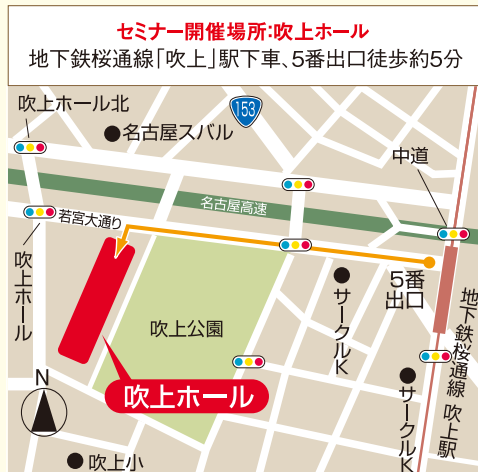 セミナー開催場所:吹上ホール
地下鉄桜通線「吹上」駅下車、5番出口徒歩約5分
吹上ホール北
名古屋スバル
153
中道
名古屋高速
若宮大通り
吹上ホール
5番
出口
サークルK
吹上公園
地下鉄桜通線 吹上駅
吹上ホール
サークルK
N
吹上小